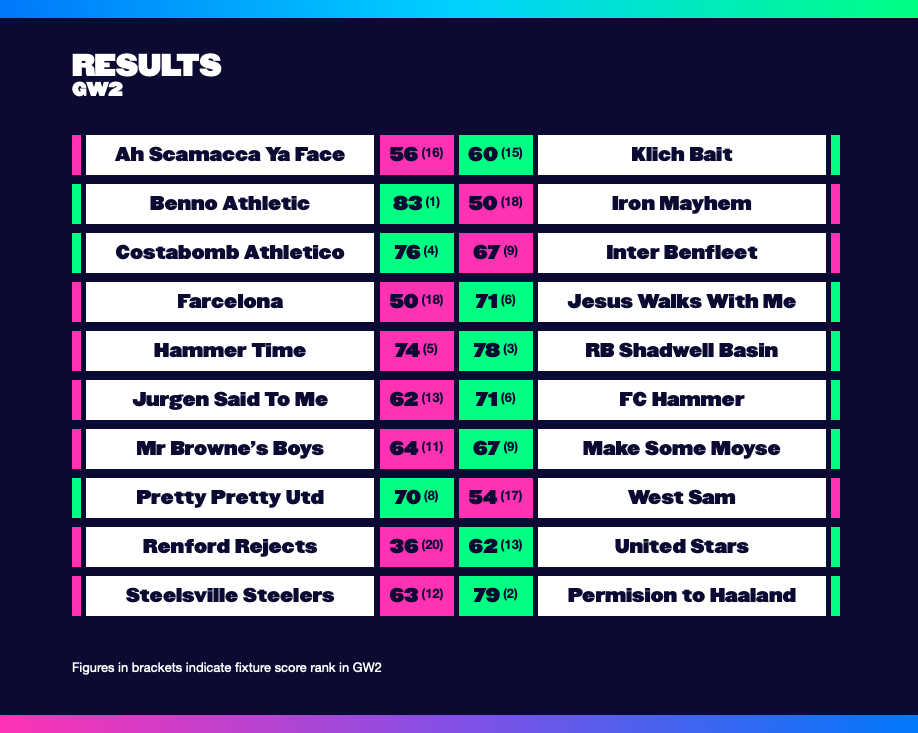 RESULTS
GW2
Ah Scamacca Ya Face 56 (16) 60 (15) Klich Bait
Benno Athletic 83 (1) 50 (18) Iron Mayhem
Costabomb Athletico 76 (4) 67 (9) Inter Benfleet
Farcelona 50 (18) 71 (6) Jesus Walks With Me
Hammer Time 74 (5) 78 (3) RB Shadwell Basin
Jurgen Said To Me 62 (13) 71 (6) FC Hammer
Mr Browne’s Boys 64 (11) 67 (9) Make Some Moyse
Pretty Pretty Utd 70 (8) 54 (17) West Sam
Renford Rejects 36 (20) 62 (13) United Stars
Steelsville Steelers 63 (12) 79 (2) Permision to Haaland
Figures in brackets indicate fixture score rank in GW2